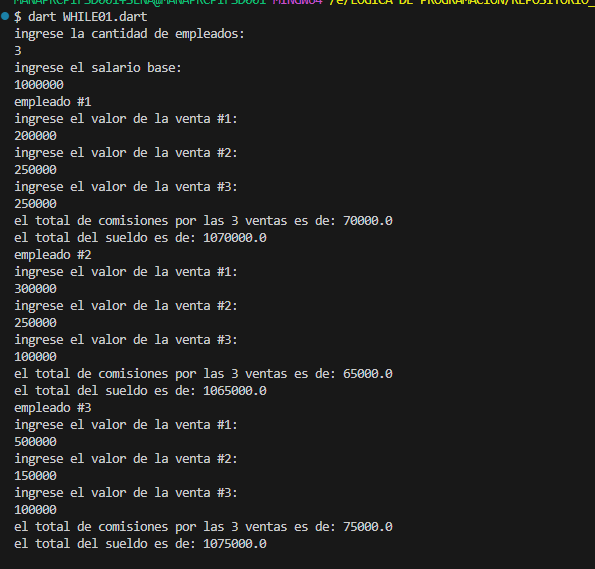 MANAPRCPIFSD001+SENA@MANAPRCPIFSD001 MINGW64 /e/LOGICA DE PROGRAMACION/REPOSITORIO_
$ dart WHILE01.dart
ingrese la cantidad de empleados:
3
ingrese el salario base:
1000000
empleado #1
ingrese el valor de la venta #1:
200000
ingrese el valor de la venta #2:
250000
ingrese el valor de la venta #3:
250000
el total de comisiones por las 3 ventas es de: 70000.0
el total del sueldo es de: 1070000.0
empleado #2
ingrese el valor de la venta #1:
300000
ingrese el valor de la venta #2:
250000
ingrese el valor de la venta #3:
100000
el total de comisiones por las 3 ventas es de: 65000.0
el total del sueldo es de: 1065000.0
empleado #3
ingrese el valor de la venta #1:
500000
ingrese el valor de la venta #2:
150000
ingrese el valor de la venta #3:
100000
el total de comisiones por las 3 ventas es de: 75000.0
el total del sueldo es de: 1075000.0